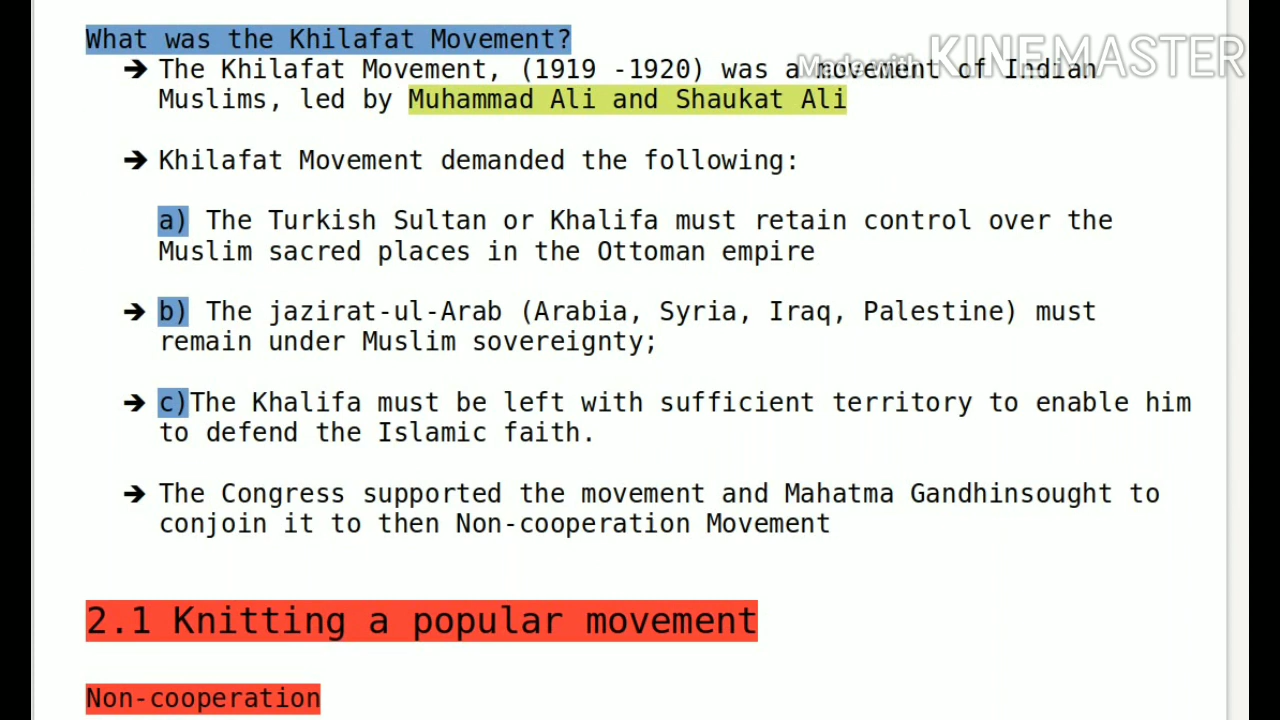 What was the Khilafat Movement?
Made with KINEMASTER
➔ The Khilafat Movement, (1919 -1920) was a movement of Indian
Muslims, led by Muhammad Ali and Shaukat Ali
➔ Khilafat Movement demanded the following:
a) The Turkish Sultan or Khalifa must retain control over the
Muslim sacred places in the Ottoman empire
➔ b) The jazirat-ul-Arab (Arabia, Syria, Iraq, Palestine) must
remain under Muslim sovereignty;
➔ c)The Khalifa must be left with sufficient territory to enable him
to defend the Islamic faith.
➔ The Congress supported the movement and Mahatma Gandhinsought to
conjoin it to then Non-cooperation Movement
2.1 Knitting a popular movement
Non-cooperation